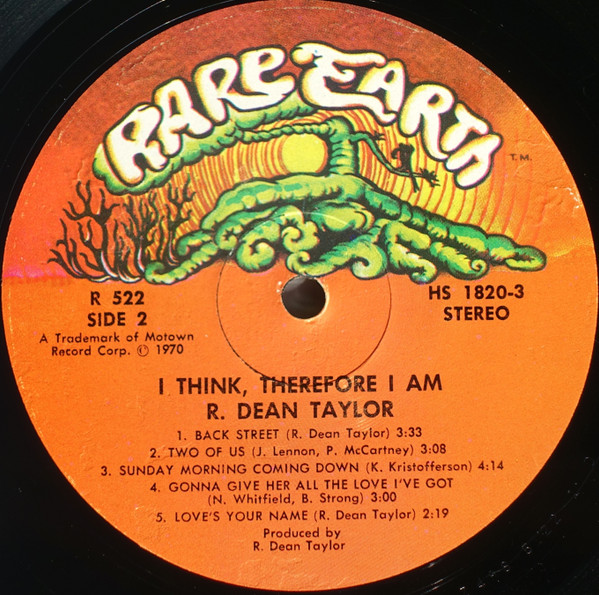 RARE EARTH
T.M.
R 522
SIDE 2
A Trademark of Motown
Record Corp. © 1970
HS 1820-3
STEREO
I THINK, THEREFORE I AM
R. DEAN TAYLOR
1. BACK STREET (R. Dean Taylor) 3:33
2. TWO OF US (J. Lennon, P. McCartney) 3:08
3. SUNDAY MORNING COMING DOWN (K. Kristofferson) 4:14
4. GONNA GIVE HER ALL THE LOVE I'VE GOT
(N. Whitfield, B. Strong) 3:00
5. LOVE'S YOUR NAME (R. Dean Taylor) 2:19
Produced by
R. Dean Taylor